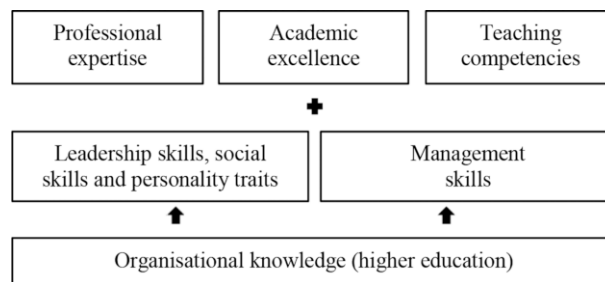 Professional
expertise
Academic
excellence
Teaching
competencies
Leadership skills, social
skills and personality traits
Management
skills
Organisational knowledge (higher education)